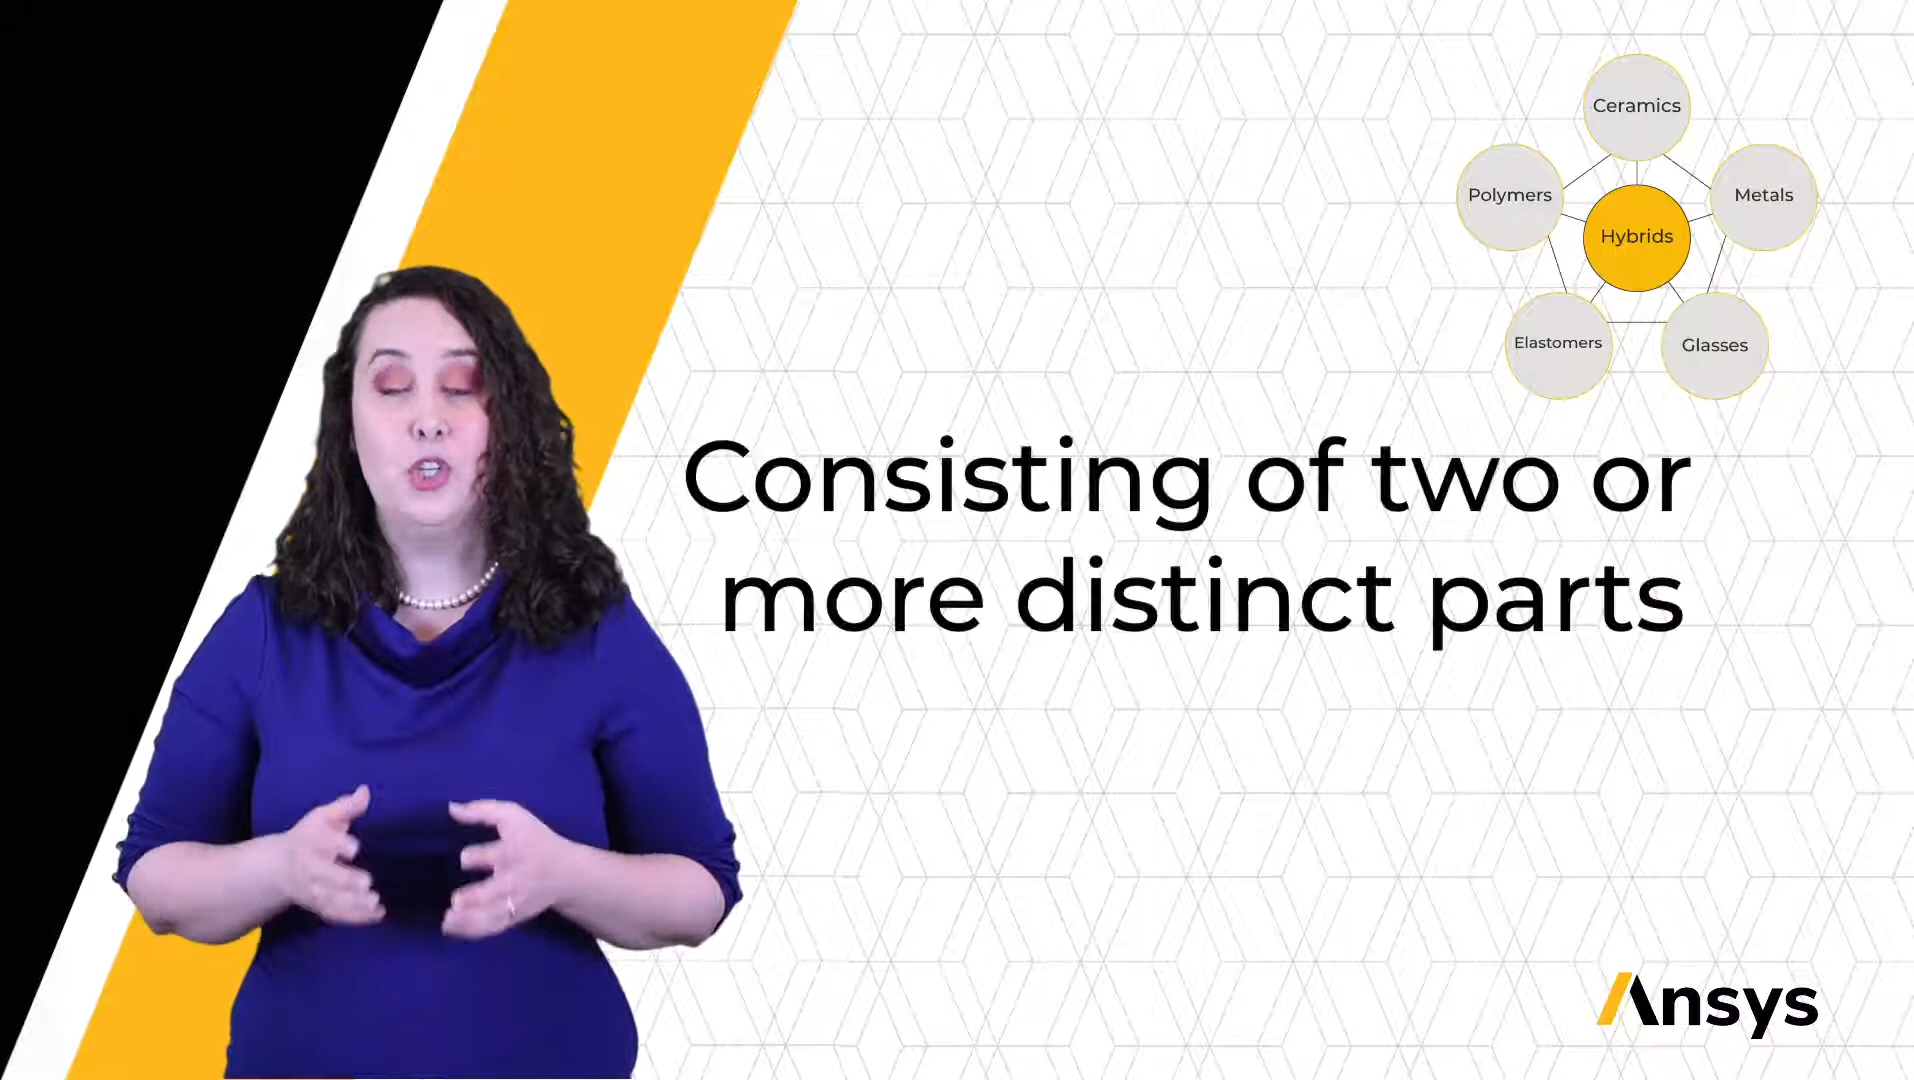 Ceramics
Polymers
Metals
Hybrids
Elastomers
Glasses
Consisting of two or
more distinct parts
Ansys